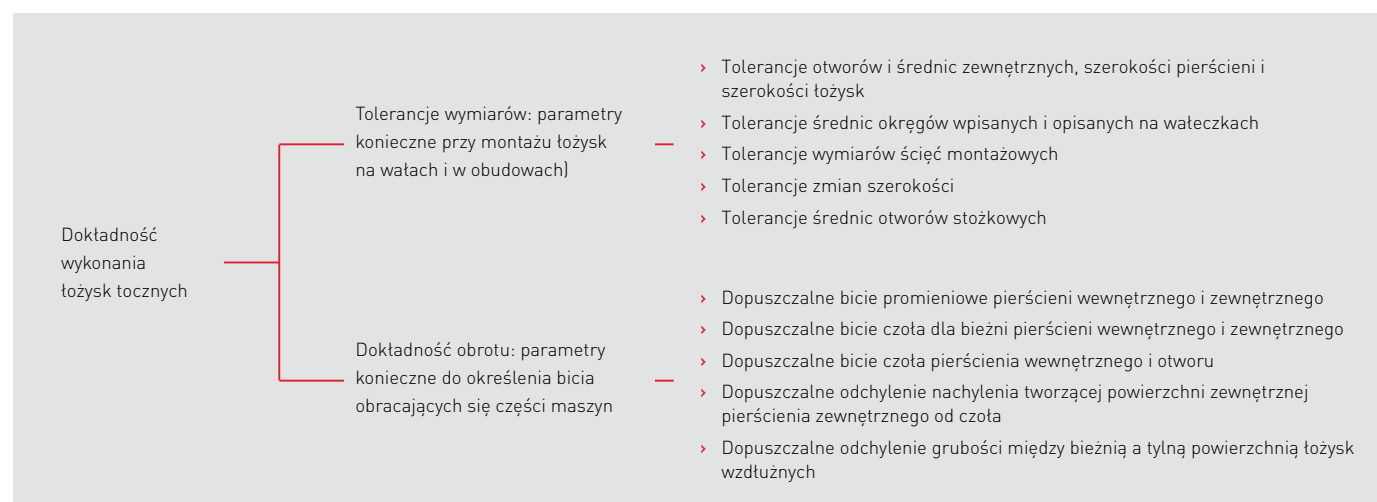 Dokładność
wykonania
łożysk tocznych
Tolerancje wymiarów: parametry
konieczne przy montażu łożysk
na wałach i w obudowach)
› Tolerancje otworów i średnic zewnętrznych, szerokości pierścieni i
szerokości łożysk
› Tolerancje średnic okręgów wpisanych i opisanych na wałeczkach
› Tolerancje wymiarów ścięć montażowych
› Tolerancje zmian szerokości
› Tolerancje średnic otworów stożkowych
Dokładność obrotu: parametry
konieczne do określenia bicia
obracających się części maszyn
› Dopuszczalne bicie promieniowe pierścieni wewnętrznego i zewnętrznego
› Dopuszczalne bicie czoła dla bieżni pierścieni wewnętrznego i zewnętrznego
› Dopuszczalne bicie czoła pierścienia wewnętrznego i otworu
› Dopuszczalne odchylenie nachylenia tworzącej powierzchni zewnętrznej
pierścienia zewnętrznego od czoła
› Dopuszczalne odchylenie grubości między bieżnią a tylną powierzchnią łożysk
wzdłużnych